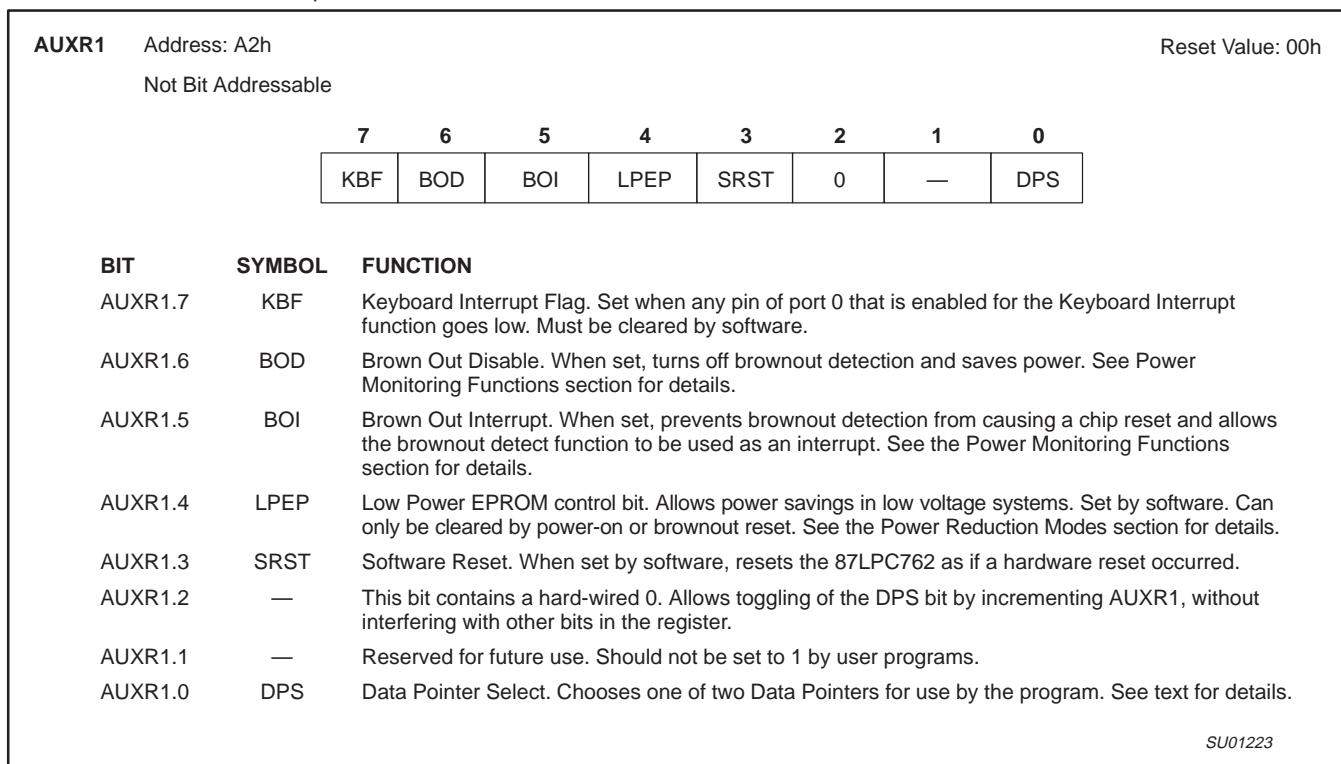 AUXR1 Address: A2h Reset Value: 00h
Not Bit Addressable
7 6 5 4 3 2 1 0
KBF BOD BOI LPEP SRST 0 — DPS
BIT SYMBOL FUNCTION
AUXR1.7 KBF Keyboard Interrupt Flag. Set when any pin of port 0 that is enabled for the Keyboard Interrupt
function goes low. Must be cleared by software.
AUXR1.6 BOD Brown Out Disable. When set, turns off brownout detection and saves power. See Power
Monitoring Functions section for details.
AUXR1.5 BOI Brown Out Interrupt. When set, prevents brownout detection from causing a chip reset and allows
the brownout detect function to be used as an interrupt. See the Power Monitoring Functions
section for details.
AUXR1.4 LPEP Low Power EPROM control bit. Allows power savings in low voltage systems. Set by software. Can
only be cleared by power-on or brownout reset. See the Power Reduction Modes section for details.
AUXR1.3 SRST Software Reset. When set by software, resets the 87LPC762 as if a hardware reset occurred.
AUXR1.2 — This bit contains a hard-wired 0. Allows toggling of the DPS bit by incrementing AUXR1, without
interfering with other bits in the register.
AUXR1.1 — Reserved for future use. Should not be set to 1 by user programs.
AUXR1.0 DPS Data Pointer Select. Chooses one of two Data Pointers for use by the program. See text for details.
SU01223